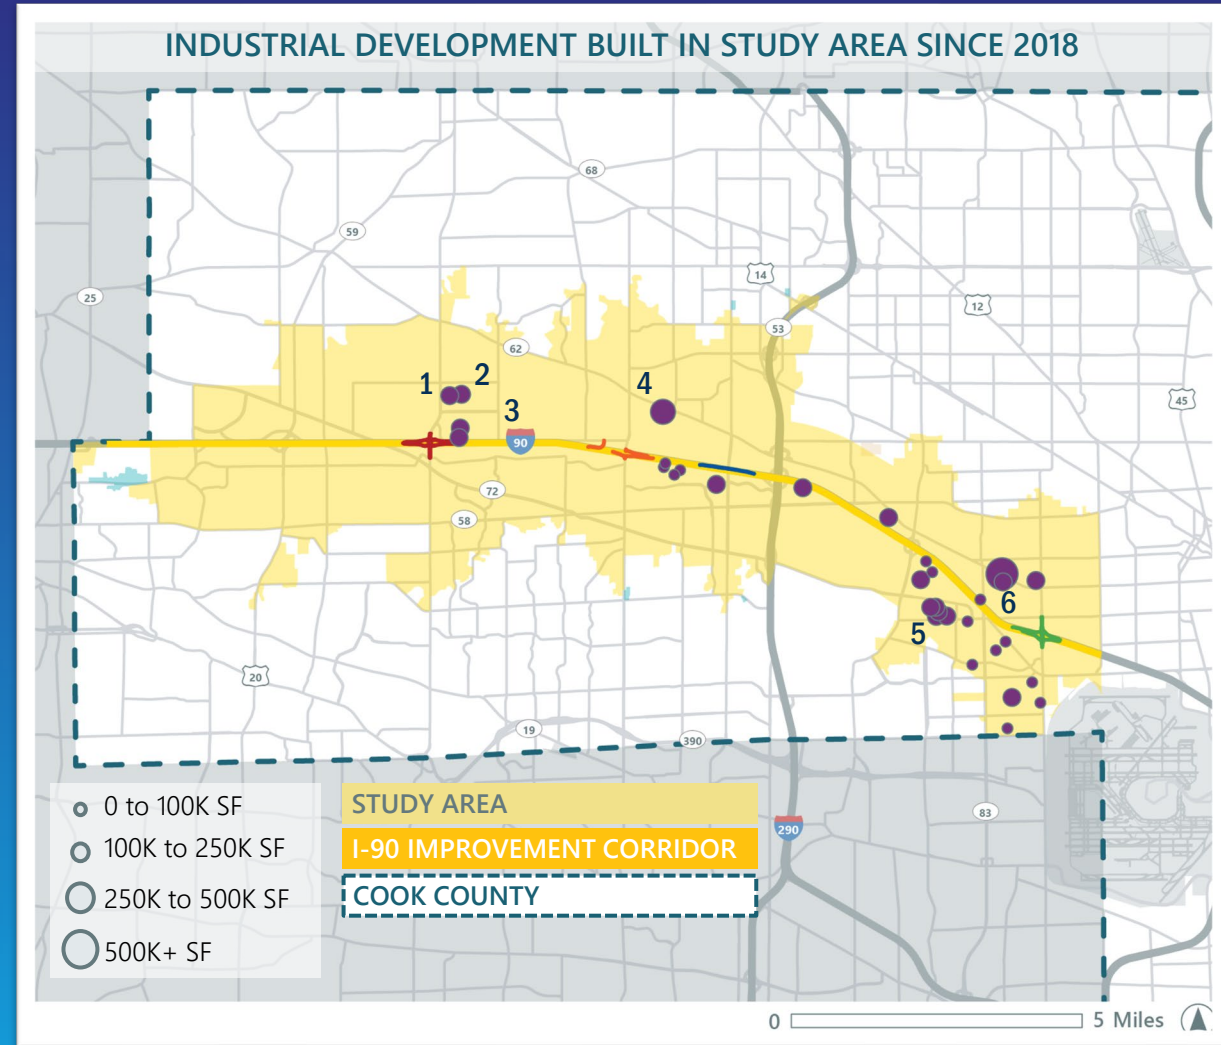 INDUSTRIAL DEVELOPMENT BUILT IN STUDY AREA SINCE 2018
68
59
14
25
12
53
62
45
1
2
4
3
90
72
58
6
5
20
19
390
83
290
0 to 100K SF
100K to 250K SF
250K to 500K SF
500K+ SF
STUDY AREA
I-90 IMPROVEMENT CORRIDOR
COOK COUNTY
0
5 Miles